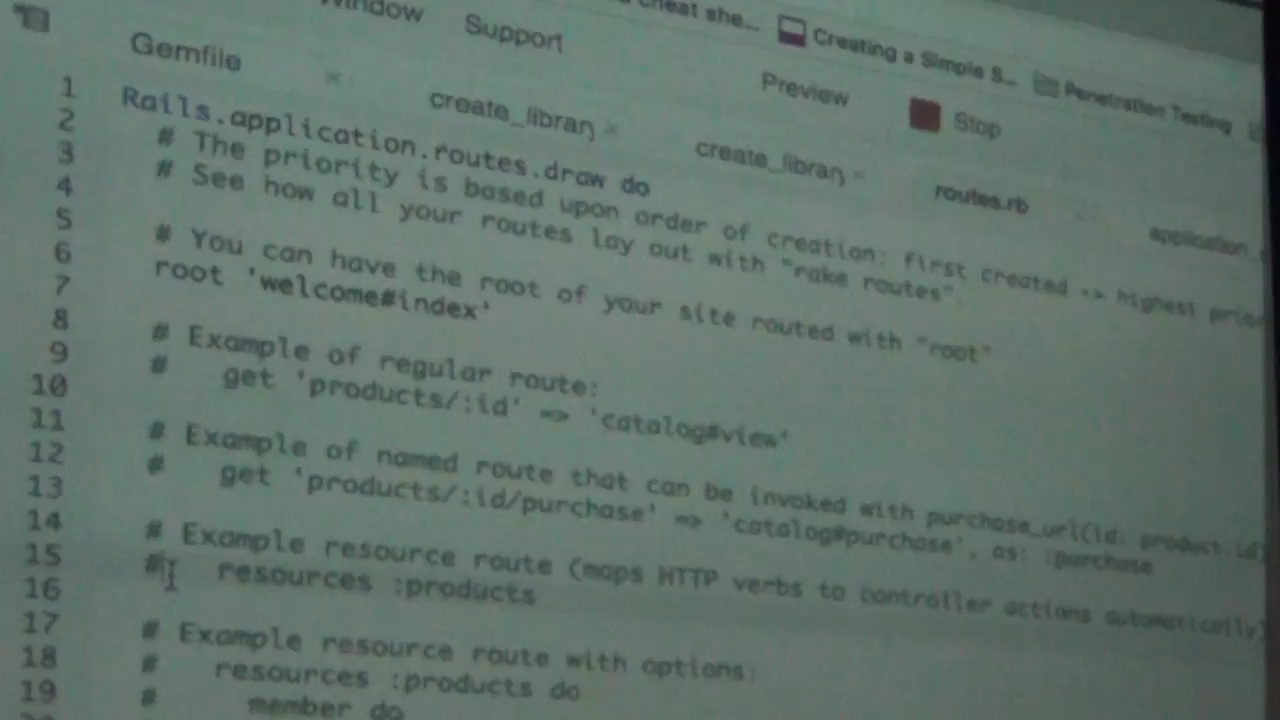 Window Support
Creating a Simple S...
Penetration Testing
Preview
Stop
Gemfile
create_library
create_library
routes.rb
application
1 Rails.application.routes.draw do
2 # The priority is based upon order of creation: first created -> highest prio
3 # See how all your routes lay out with "rake routes".
4
5 # You can have the root of your site routed with "root"
6 root 'welcome#index'
7
8 # Example of regular route:
9 # get 'products/:id' => 'catalog#view'
10
11 # Example of named route that can be invoked with purchase_url(id: product.id)
12 # get 'products/:id/purchase' => 'catalog#purchase', as: :purchase
13
14 # Example resource route (maps HTTP verbs to controller actions automatically)
15 # resources :products
16
17 # Example resource route with options:
18 # resources :products do
19 # member do